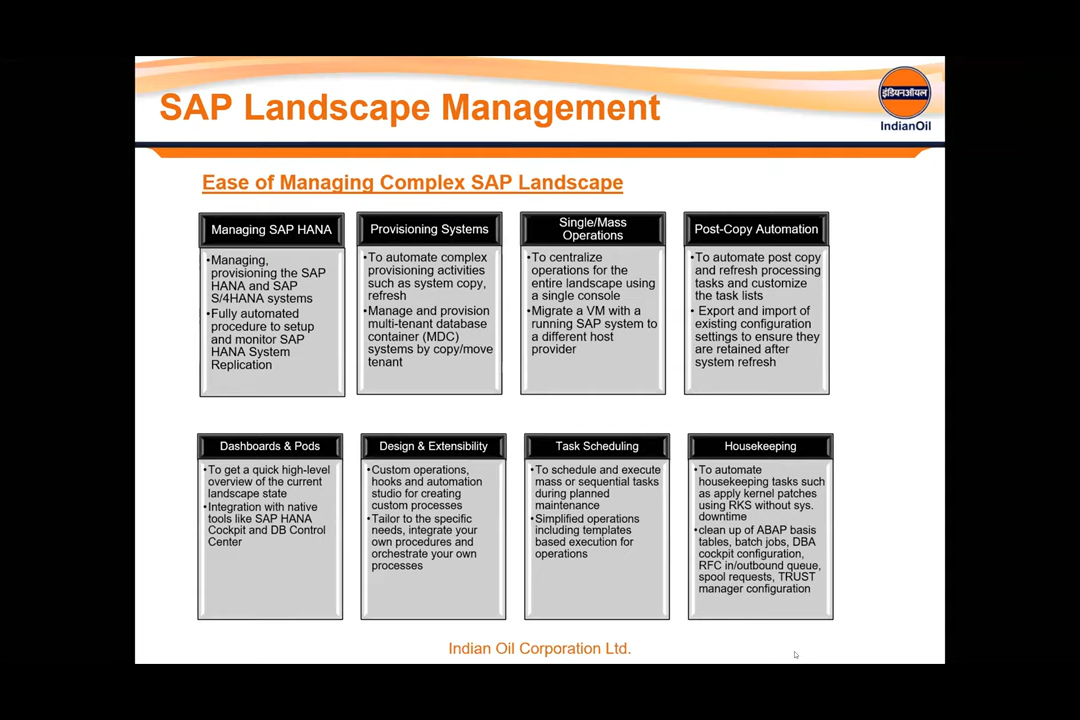 SAP Landscape Management
इंडियनऑयल
IndianOil
Ease of Managing Complex SAP Landscape
Managing SAP HANA
•Managing,
provisioning the SAP
HANA and SAP
S/4HANA systems
•Fully automated
procedure to setup
and monitor SAP
HANA System
Replication
Provisioning Systems
•To automate complex
provisioning activities
such as system copy,
refresh
•Manage and provision
multi-tenant database
container (MDC)
systems by copy/move
tenant
Single/Mass
Operations
•To centralize
operations for the
entire landscape using
a single console
•Migrate a VM with a
running SAP system to
a different host
provider
Post-Copy Automation
•To automate post copy
and refresh processing
tasks and customize
the task lists
• Export and import of
existing configuration
settings to ensure they
are retained after
system refresh
Dashboards & Pods
•To get a quick high-level
overview of the current
landscape state
•Integration with native
tools like SAP HANA
Cockpit and DB Control
Center
Design & Extensibility
•Custom operations,
hooks and automation
studio for creating
custom processes
•Tailor to the specific
needs, integrate your
own procedures and
orchestrate your own
processes
Task Scheduling
•To schedule and execute
mass or sequential tasks
during planned
maintenance
•Simplified operations
including templates
based execution for
operations
Housekeeping
•To automate
housekeeping tasks such
as apply kernel patches
using RKS without sys.
downtime
•clean up of ABAP basis
tables, batch jobs, DBA
cockpit configuration,
RFC in/outbound queue,
spool requests, TRUST
manager configuration
Indian Oil Corporation Ltd.